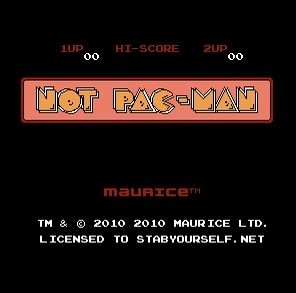 1UP HI-SCORE 2UP
00 00
NOT PAC-MAN
maurice™
TM & © 2010 2010 MAURICE LTD.
LICENSED TO STABYOURSELF.NET